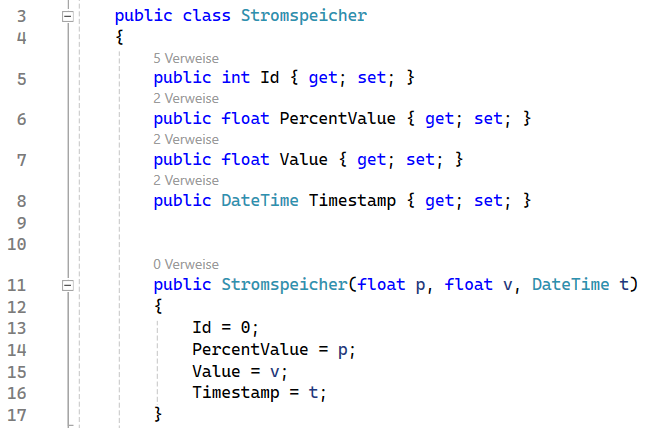 3 public class Stromspeicher
4 {
5 Verweise
5 public int Id { get; set; }
2 Verweise
6 public float PercentValue { get; set; }
2 Verweise
7 public float Value { get; set; }
2 Verweise
8 public DateTime Timestamp { get; set; }
9
10
0 Verweise
11 public Stromspeicher(float p, float v, DateTime t)
12 {
13 Id = 0;
14 PercentValue = p;
15 Value = v;
16 Timestamp = t;
17 }